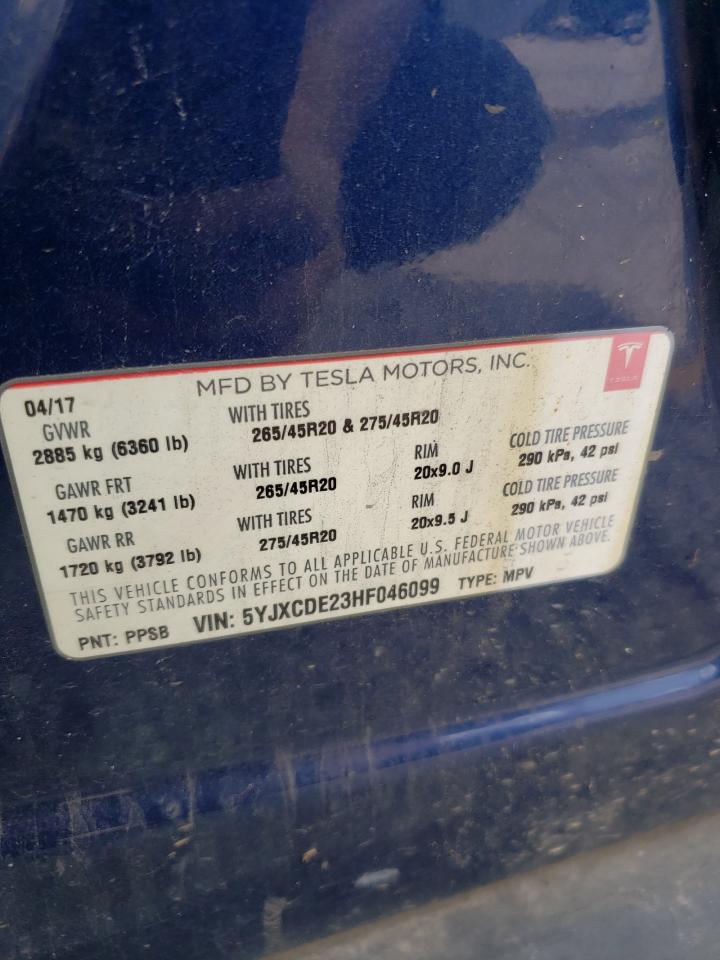 MFD BY TESLA MOTORS, INC.
TESLA
04/17
GVWR
2885 kg (6360 lb)
WITH TIRES
265/45R20 & 275/45R20
GAWR FRT
1470 kg (3241 lb)
WITH TIRES
265/45R20
RIM
20x9.0 J
COLD TIRE PRESSURE
290 kPa, 42 psi
GAWR RR
1720 kg (3792 lb)
WITH TIRES
275/45R20
RIM
20x9.5 J
COLD TIRE PRESSURE
290 kPa, 42 psi
THIS VEHICLE CONFORMS TO ALL APPLICABLE U.S. FEDERAL MOTOR VEHICLE
SAFETY STANDARDS IN EFFECT ON THE DATE OF MANUFACTURE SHOWN ABOVE.
PNT: PPSB VIN: 5YJXCDE23HF046099 TYPE: MPV